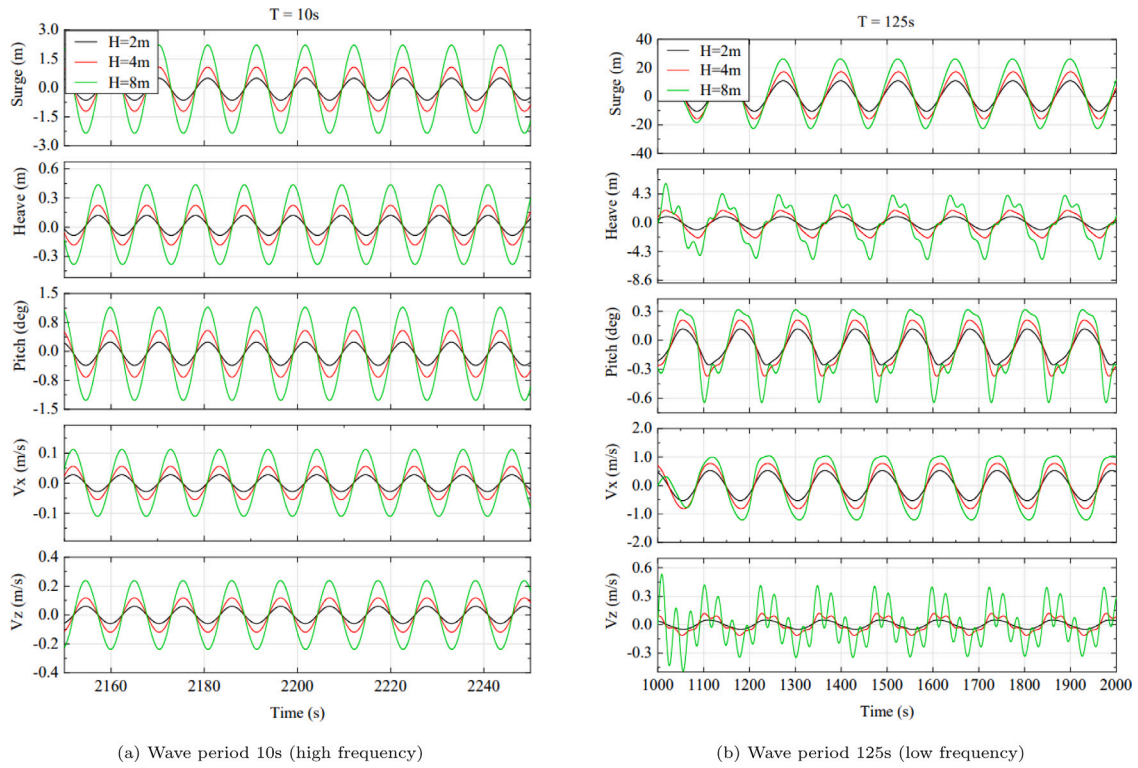 T = 10s
H=2m
H=4m
H=8m
Surge (m)
3.0
1.5
0.0
-1.5
-3.0
Heave (m)
0.6
0.3
0.0
-0.3
Pitch (deg)
1.5
0.8
0.0
-0.8
-1.5
Vx (m/s)
0.1
0.0
-0.1
Vz (m/s)
0.4
0.2
0.0
-0.2
-0.4
2160 2180 2200 2220 2240
Time (s)
(a) Wave period 10s (high frequency)
T = 125s
H=2m
H=4m
H=8m
Surge (m)
40
20
0
-20
-40
Heave (m)
4.3
0.0
-4.3
-8.6
Pitch (deg)
0.3
0.0
-0.3
-0.6
Vx (m/s)
2.0
1.0
0.0
-1.0
-2.0
Vz (m/s)
0.6
0.3
0.0
-0.3
1000 1100 1200 1300 1400 1500 1600 1700 1800 1900 2000
Time (s)
(b) Wave period 125s (low frequency)